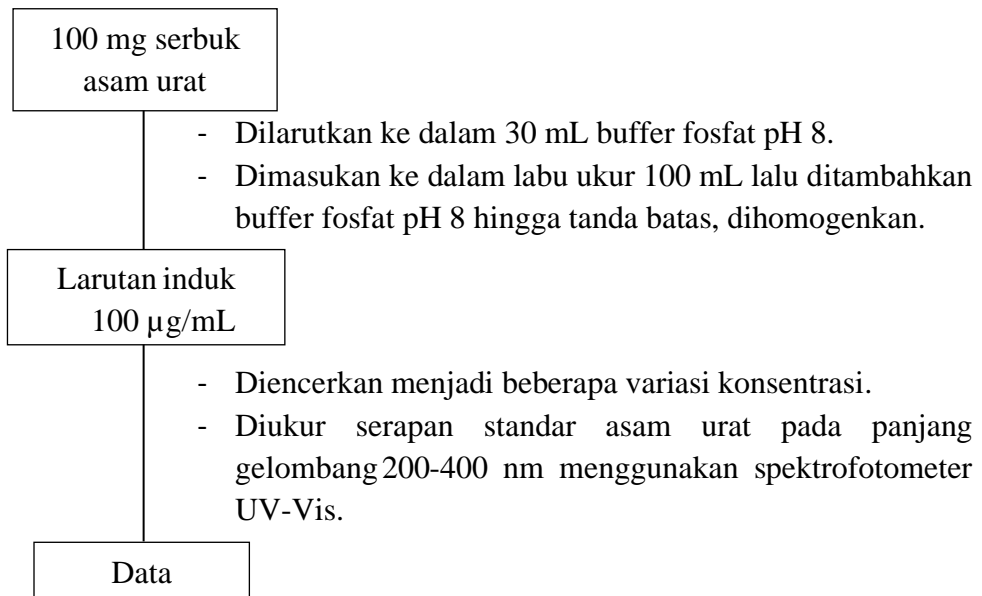 100 mg serbuk
asam urat
- Dilarutkan ke dalam 30 mL buffer fosfat pH 8.
- Dimasukan ke dalam labu ukur 100 mL lalu ditambahkan
buffer fosfat pH 8 hingga tanda batas, dihomogenkan.
Larutan induk
100 µg/mL
- Diencerkan menjadi beberapa variasi konsentrasi.
- Diukur serapan standar asam urat pada panjang
gelombang 200-400 nm menggunakan spektrofotometer
UV-Vis.
Data